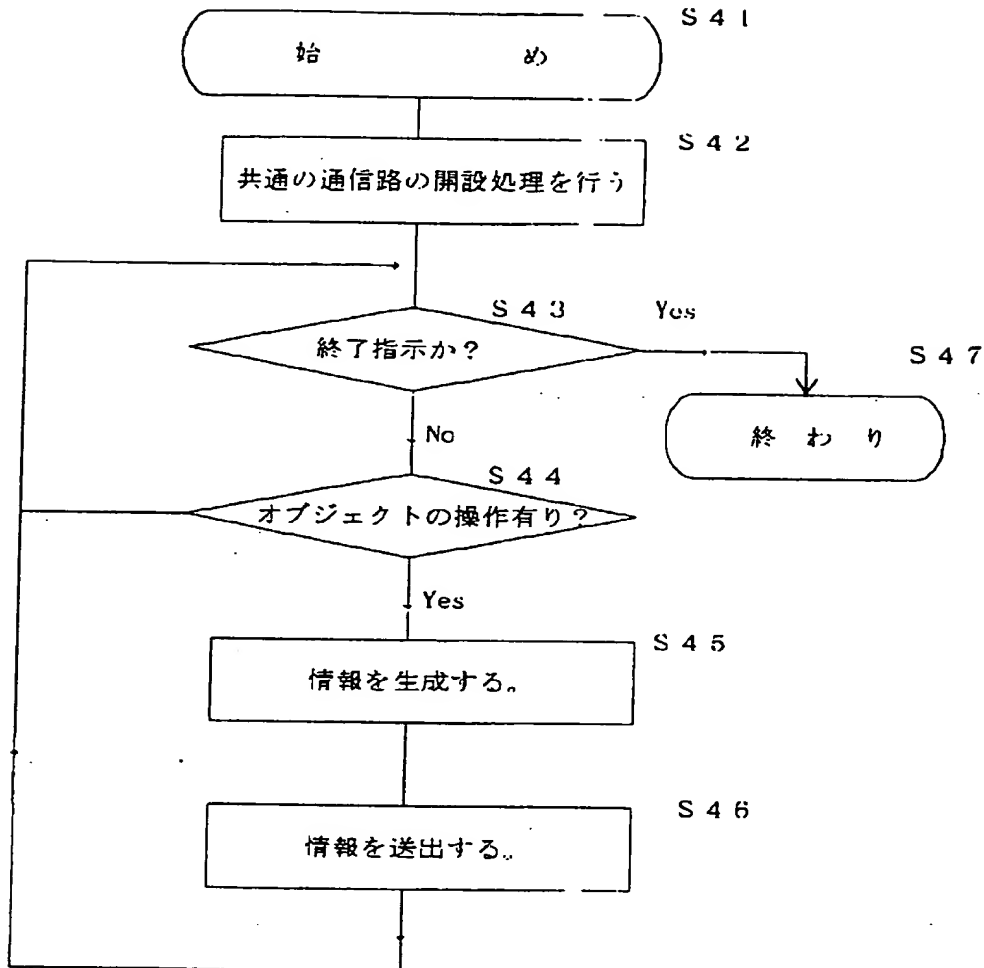 S41
始め
S42
共通の通信路の開設処理を行う
S43
Yes
終了指示か?
S47
終わり
No
S44
オブジェクトの操作有り?
Yes
S45
情報を生成する。
S46
情報を送出する。